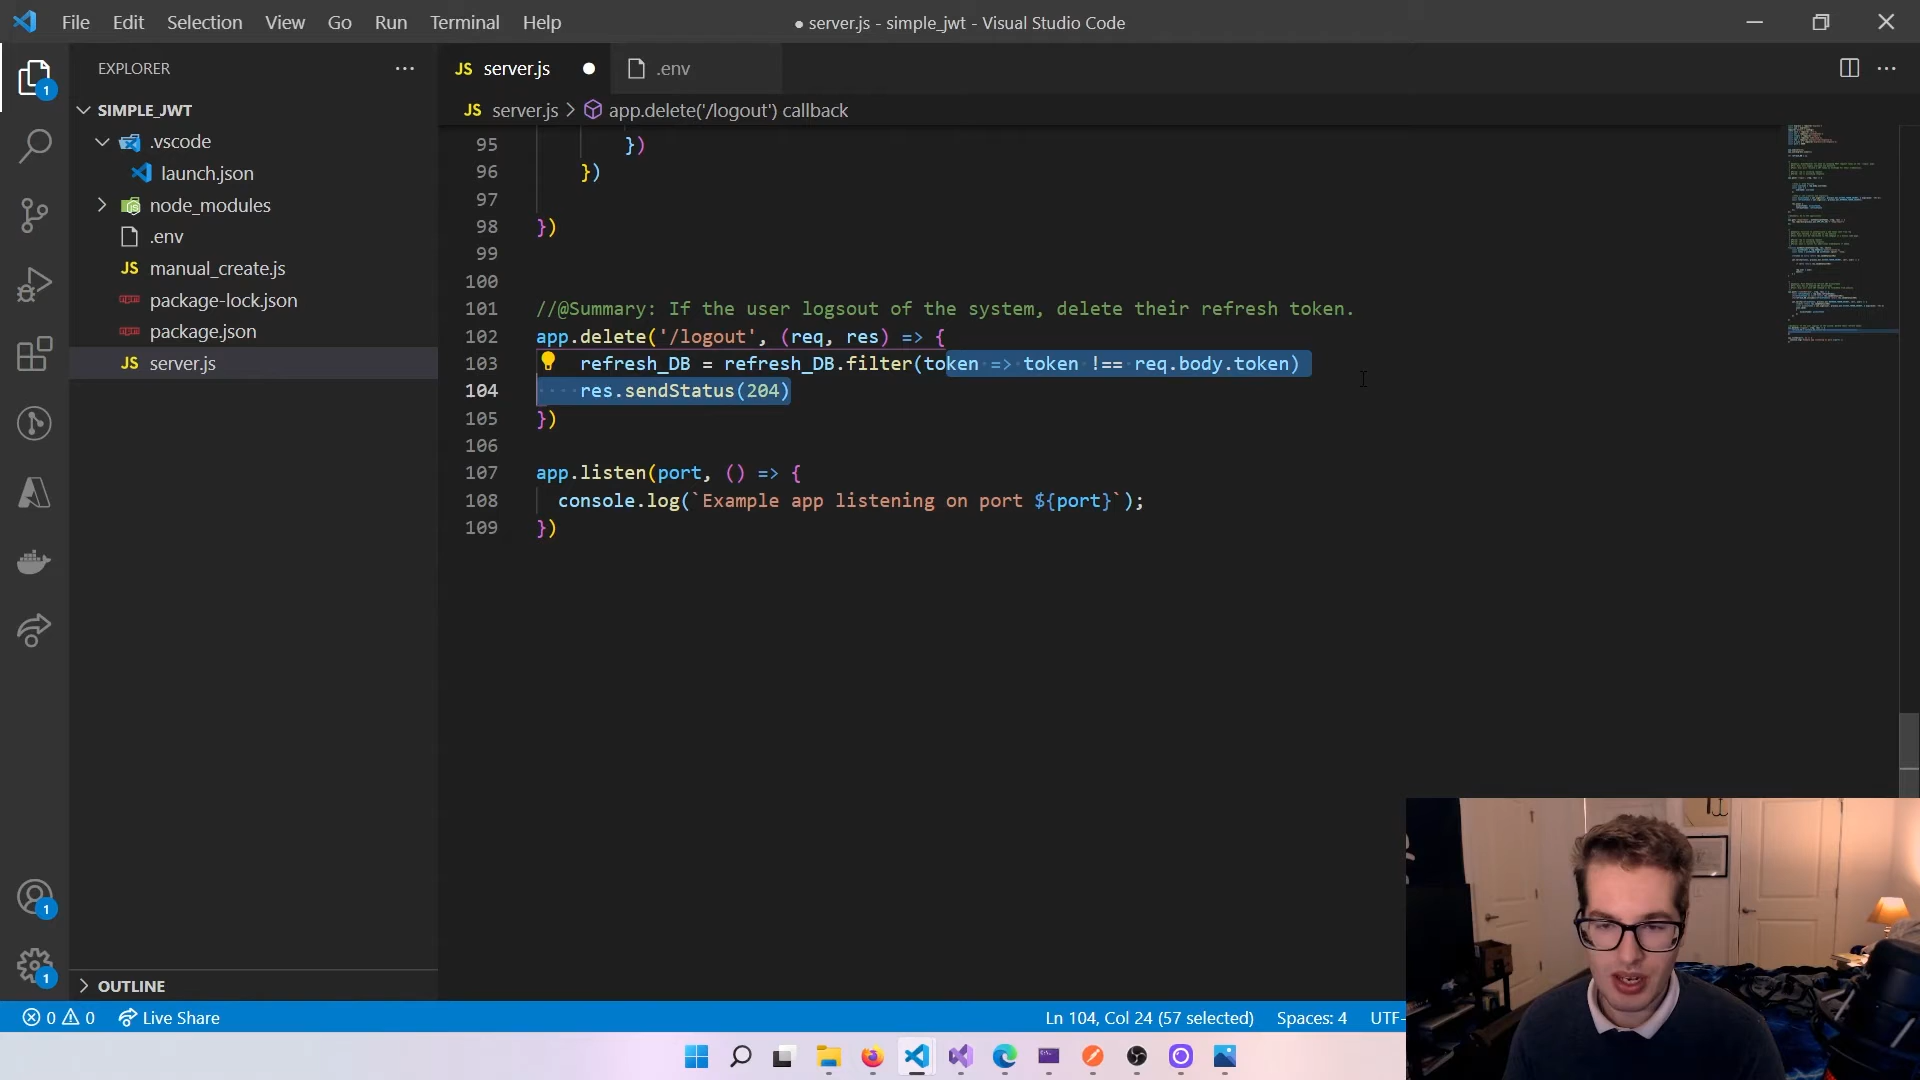 File Edit Selection View Go Run Terminal Help
● server.js - simple_jwt - Visual Studio Code
EXPLORER
SIMPLE_JWT
.vscode
launch.json
node_modules
.env
JS manual_create.js
package-lock.json
package.json
JS server.js
OUTLINE
JS server.js ●
.env
JS server.js > app.delete('/logout') callback
95 })
96 })
97
98 })
99
100
101 //@Summary: If the user logsout of the system, delete their refresh token.
102 app.delete('/logout', (req, res) => {
103 refresh_DB = refresh_DB.filter(token => token !== req.body.token)
104 res.sendStatus(204)
105 })
106
107 app.listen(port, () => {
108 console.log(`Example app listening on port ${port}`);
109 })
1
1
1
0 0 Live Share
Ln 104, Col 24 (57 selected) Spaces: 4 UTF-